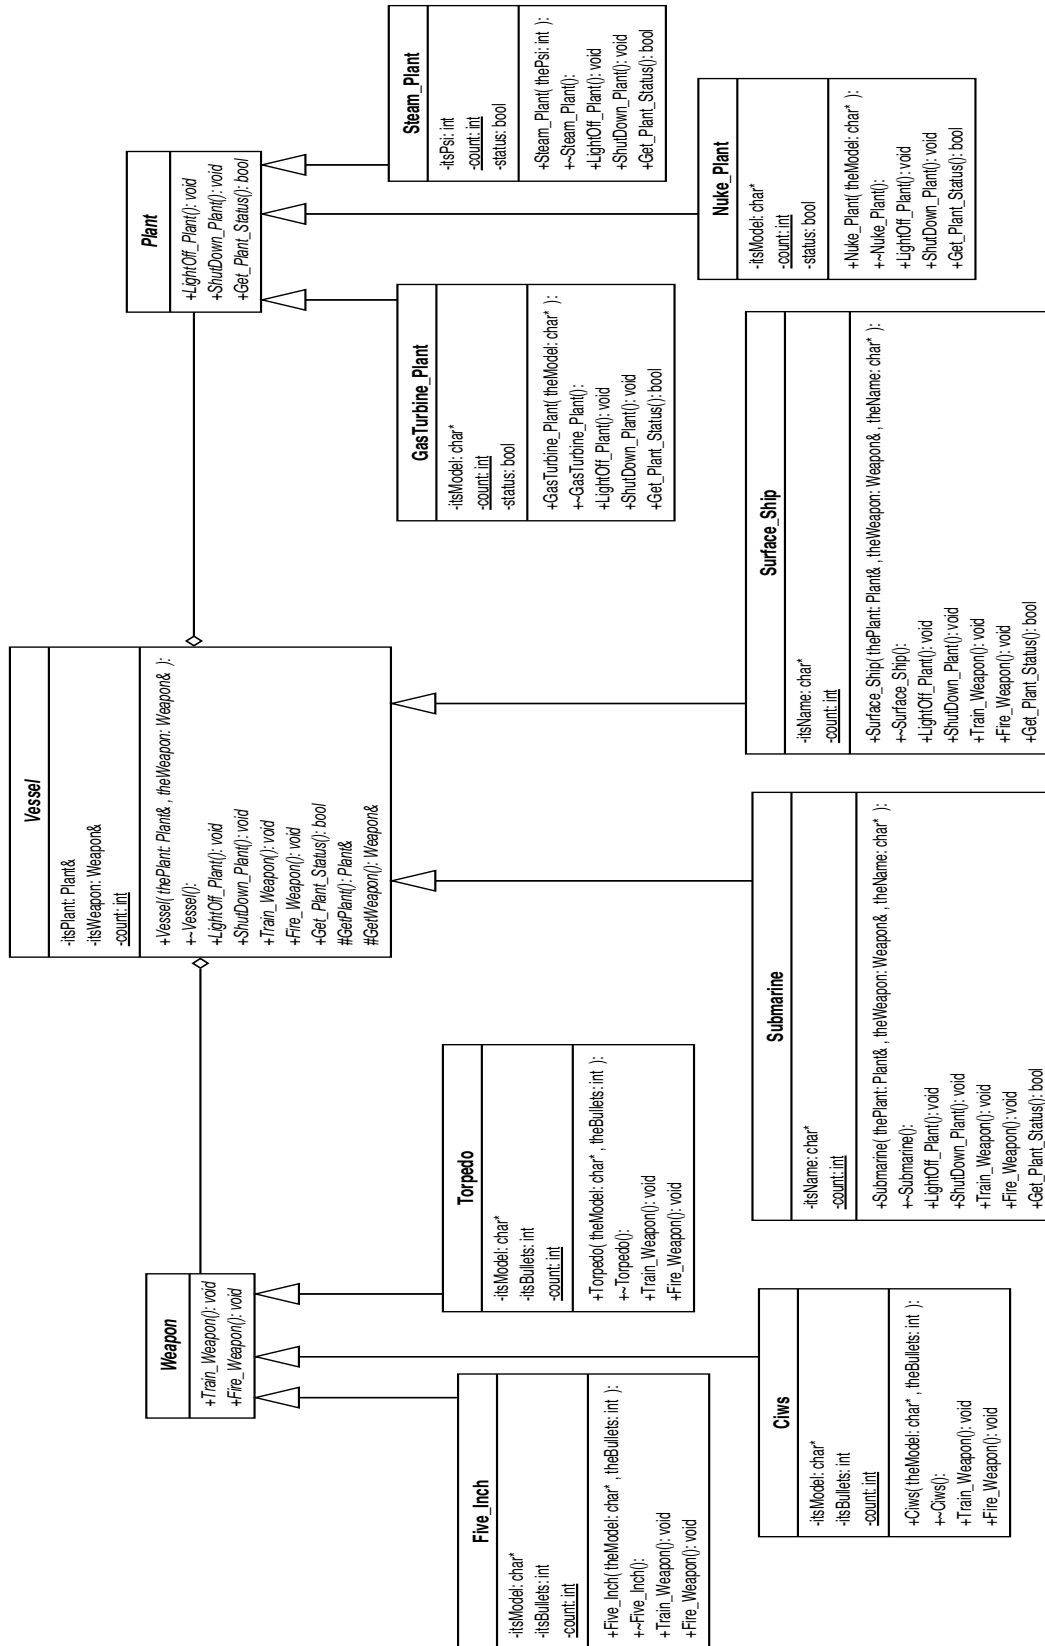 Vessel
-itsPlant: Plant&
-itsWeapon: Weapon&
-count: int
+Vessel( thePlant: Plant& , theWeapon: Weapon& ):
+~Vessel():
+LightOff_Plant(): void
+ShutDown_Plant(): void
+Train_Weapon(): void
+Fire_Weapon(): void
+Get_Plant_Status(): bool
#GetPlant(): Plant&
#GetWeapon(): Weapon&
Weapon
+Train_Weapon(): void
+Fire_Weapon(): void
Plant
+LightOff_Plant(): void
+ShutDown_Plant(): void
+Get_Plant_Status(): bool
Five_Inch
-itsModel: char*
-itsBullets: int
-count: int
+Five_Inch( theModel: char* , theBullets: int ):
+~Five_Inch():
+Train_Weapon(): void
+Fire_Weapon(): void
Torpedo
-itsModel: char*
-itsBullets: int
-count: int
+Torpedo( theModel: char* , theBullets: int ):
+~Torpedo():
+Train_Weapon(): void
+Fire_Weapon(): void
GasTurbine_Plant
-itsModel: char*
-count: int
-status: bool
+GasTurbine_Plant( theModel: char* ):
+~GasTurbine_Plant():
+LightOff_Plant(): void
+ShutDown_Plant(): void
+Get_Plant_Status(): bool
Steam_Plant
-itsPsi: int
-count: int
-status: bool
+Steam_Plant( thePsi: int ):
+~Steam_Plant():
+LightOff_Plant(): void
+ShutDown_Plant(): void
+Get_Plant_Status(): bool
Ciws
-itsModel: char*
-itsBullets: int
-count: int
+Ciws( theModel: char* , theBullets: int ):
+~Ciws():
+Train_Weapon(): void
+Fire_Weapon(): void
Submarine
-itsName: char*
-count: int
+Submarine( thePlant: Plant& , theWeapon: Weapon& , theName: char* ):
+~Submarine():
+LightOff_Plant(): void
+ShutDown_Plant(): void
+Train_Weapon(): void
+Fire_Weapon(): void
+Get_Plant_Status(): bool
Surface_Ship
-itsName: char*
-count: int
+Surface_Ship( thePlant: Plant& , theWeapon: Weapon& , theName: char* ):
+~Surface_Ship():
+LightOff_Plant(): void
+ShutDown_Plant(): void
+Train_Weapon(): void
+Fire_Weapon(): void
+Get_Plant_Status(): bool
Nuke_Plant
-itsModel: char*
-count: int
-status: bool
+Nuke_Plant( theModel: char* ):
+~Nuke_Plant():
+LightOff_Plant(): void
+ShutDown_Plant(): void
+Get_Plant_Status(): bool